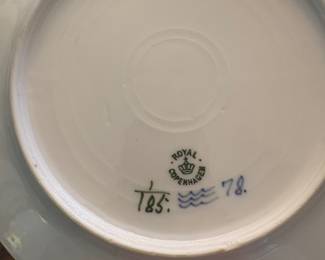 ROYAL
COPENHAGEN
1
185. 78.